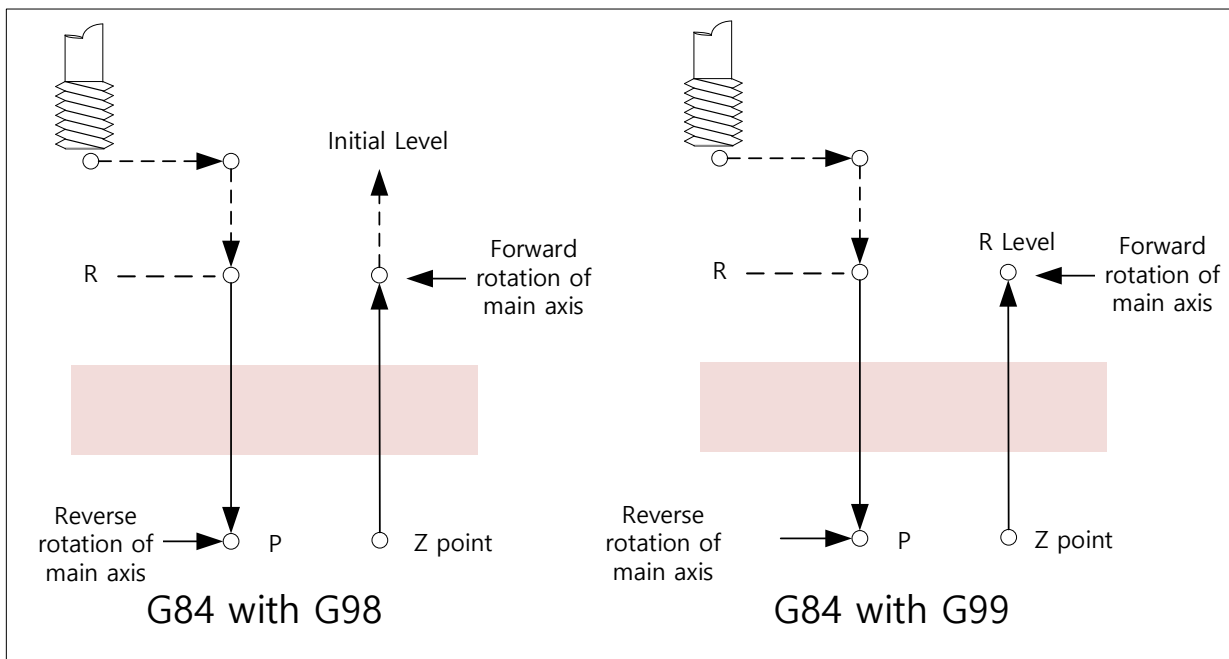 Initial Level
R
Forward
rotation of
main axis
Reverse
rotation of
main axis
P
Z point
G84 with G98
R Level
R
Forward
rotation of
main axis
Reverse
rotation of
main axis
P
Z point
G84 with G99